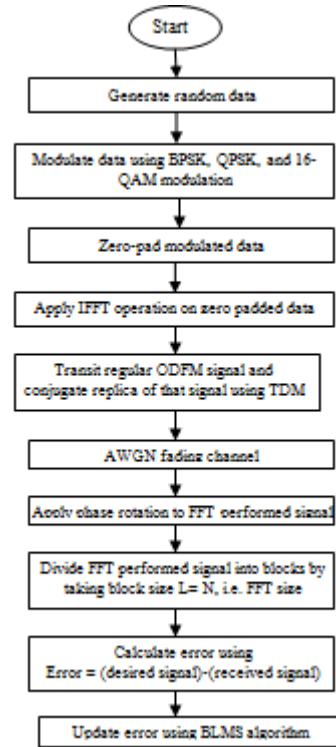 Start
Generate random data
Modulate data using BPSK, QPSK, and 16-
QAM modulation
Zero-pad modulated data
Apply IFFT operation on zero padded data
Transit regular ODFM signal and
conjugate replica of that signal using TDM
AWGN fading channel
Apply phase rotation to FFT performed signal
Divide FFT performed signal into blocks by
taking block size L= N, i.e. FFT size
Calculate error using
Error = (desired signal)-(received signal)
Update error using BLMS algorithm